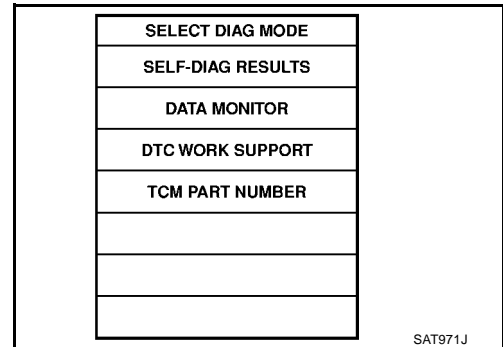 SELECT DIAG MODE
SELF-DIAG RESULTS
DATA MONITOR
DTC WORK SUPPORT
TCM PART NUMBER
SAT971J